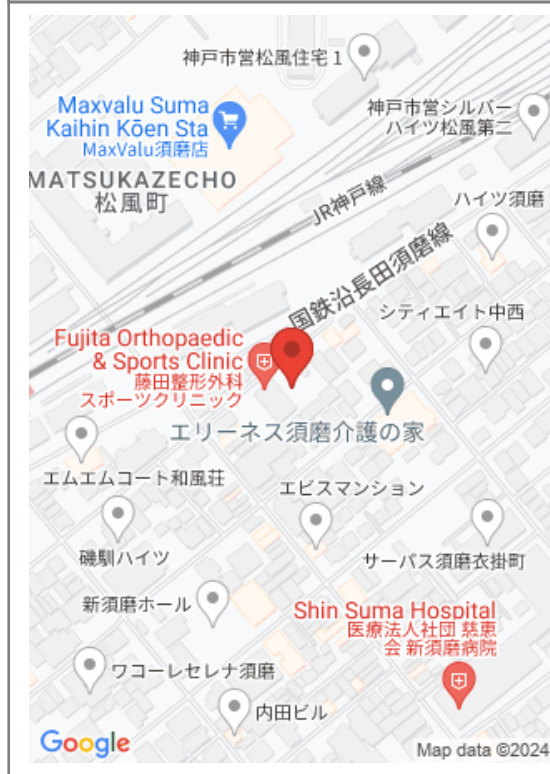 神戸市営松風住宅 1
Maxvalu Suma
Kaihin Kōen Sta
MaxValu須磨店
神戸市営シルバー
ハイツ松風第二
MATSUKAZECHO
松風町
JR神戸線
ハイツ須磨
国鉄沿長田須磨線
シティエイト中西
Fujita Orthopaedic
& Sports Clinic
藤田整形外科
スポーツクリニック
エリーネス須磨介護の家
エムエムコート和風荘
エビスマンション
磯馴ハイツ
サーパス須磨衣掛町
新須磨ホール
Shin Suma Hospital
医療法人社団 慈恵
会 新須磨病院
ワコーレセレナ須磨
内田ビル
Google
Map data ©2024